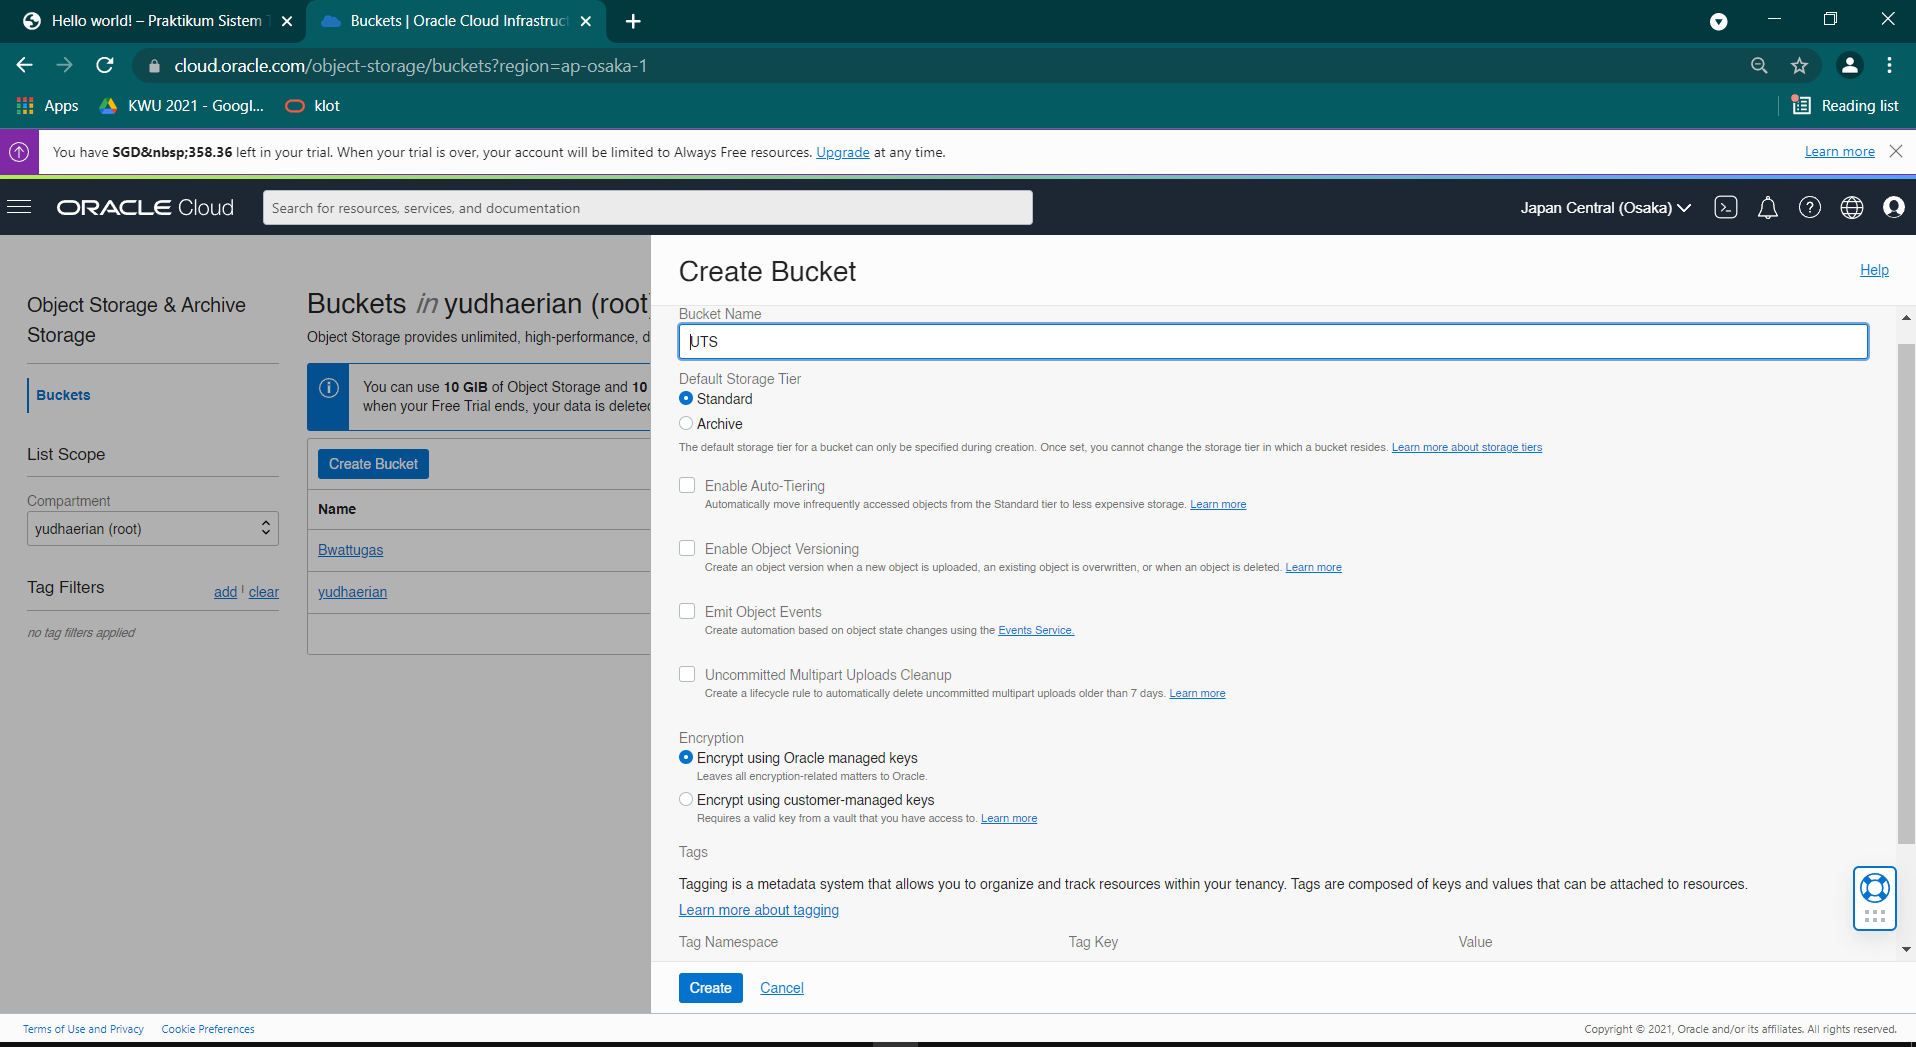 Hello world! – Praktikum Sistem
Buckets | Oracle Cloud Infrastruc
cloud.oracle.com/object-storage/buckets?region=ap-osaka-1
Apps
KWU 2021 - Googl...
klot
Reading list
You have SGD&nbsp;358.36 left in your trial. When your trial is over, your account will be limited to Always Free resources. Upgrade at any time.
Learn more
ORACLE Cloud
Search for resources, services, and documentation
Japan Central (Osaka)
Object Storage & Archive
Storage
Buckets
List Scope
Compartment
yudhaerian (root)
Tag Filters
add | clear
no tag filters applied
Buckets in yudhaerian (root)
Object Storage provides unlimited, high-performance, d
You can use 10 GIB of Object Storage and 10
when your Free Trial ends, your data is deleted
Create Bucket
Name
Bwattugas
yudhaerian
Create Bucket
Help
Bucket Name
UTS
Default Storage Tier
Standard
Archive
The default storage tier for a bucket can only be specified during creation. Once set, you cannot change the storage tier in which a bucket resides. Learn more about storage tiers
Enable Auto-Tiering
Automatically move infrequently accessed objects from the Standard tier to less expensive storage. Learn more
Enable Object Versioning
Create an object version when a new object is uploaded, an existing object is overwritten, or when an object is deleted. Learn more
Emit Object Events
Create automation based on object state changes using the Events Service.
Uncommitted Multipart Uploads Cleanup
Create a lifecycle rule to automatically delete uncommitted multipart uploads older than 7 days. Learn more
Encryption
Encrypt using Oracle managed keys
Leaves all encryption-related matters to Oracle.
Encrypt using customer-managed keys
Requires a valid key from a vault that you have access to. Learn more
Tags
Tagging is a metadata system that allows you to organize and track resources within your tenancy. Tags are composed of keys and values that can be attached to resources.
Learn more about tagging
Tag Namespace
Tag Key
Value
Create
Cancel
Terms of Use and Privacy
Cookie Preferences
Copyright © 2021, Oracle and/or its affiliates. All rights reserved.